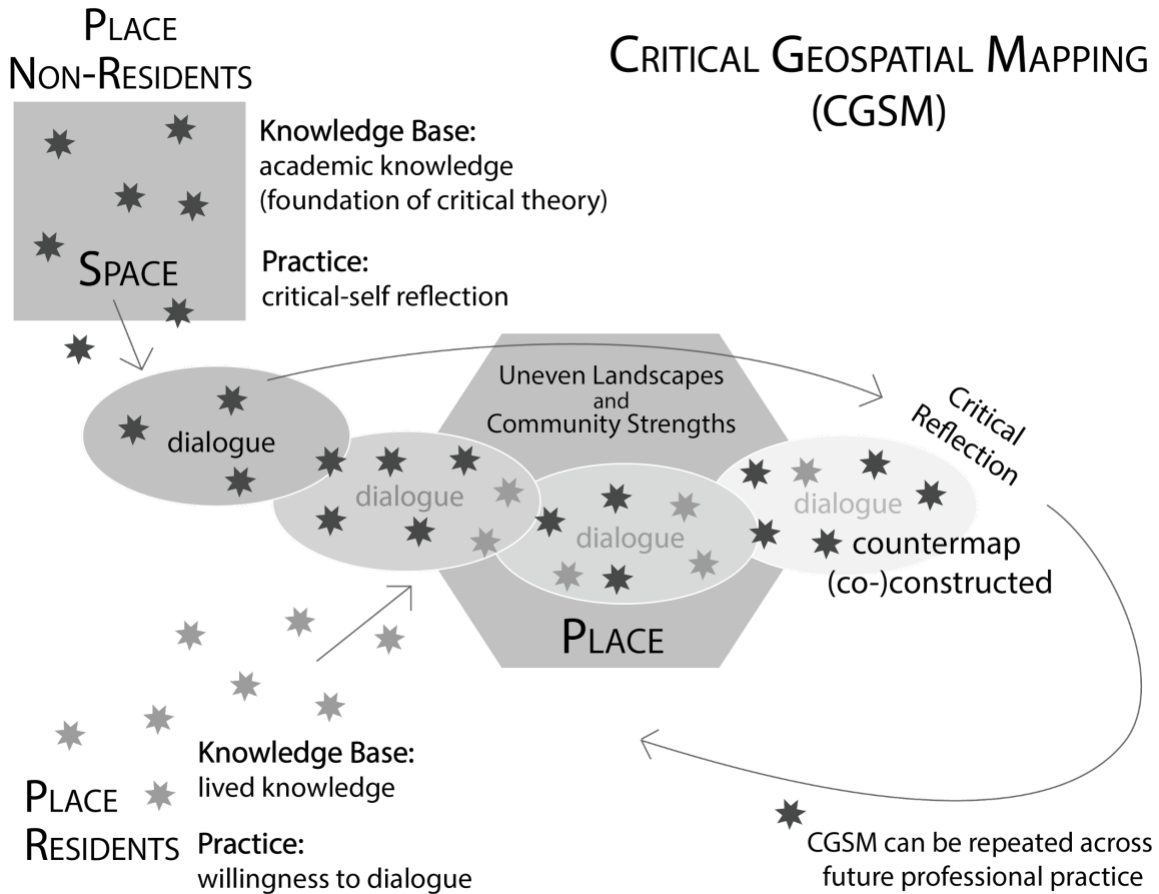 PLACE
NON-RESIDENTS
CRITICAL GEOSPATIAL MAPPING
(CGSM)
Knowledge Base:
academic knowledge
(foundation of critical theory)
SPACE
Practice:
critical-self reflection
Uneven Landscapes
and
Community Strengths
Critical
Reflection
dialogue
dialogue
dialogue
dialogue
countermap
(co-)constructed
PLACE
Knowledge Base:
lived knowledge
PLACE
RESIDENTS
Practice:
willingness to dialogue
CGSM can be repeated across
future professional practice